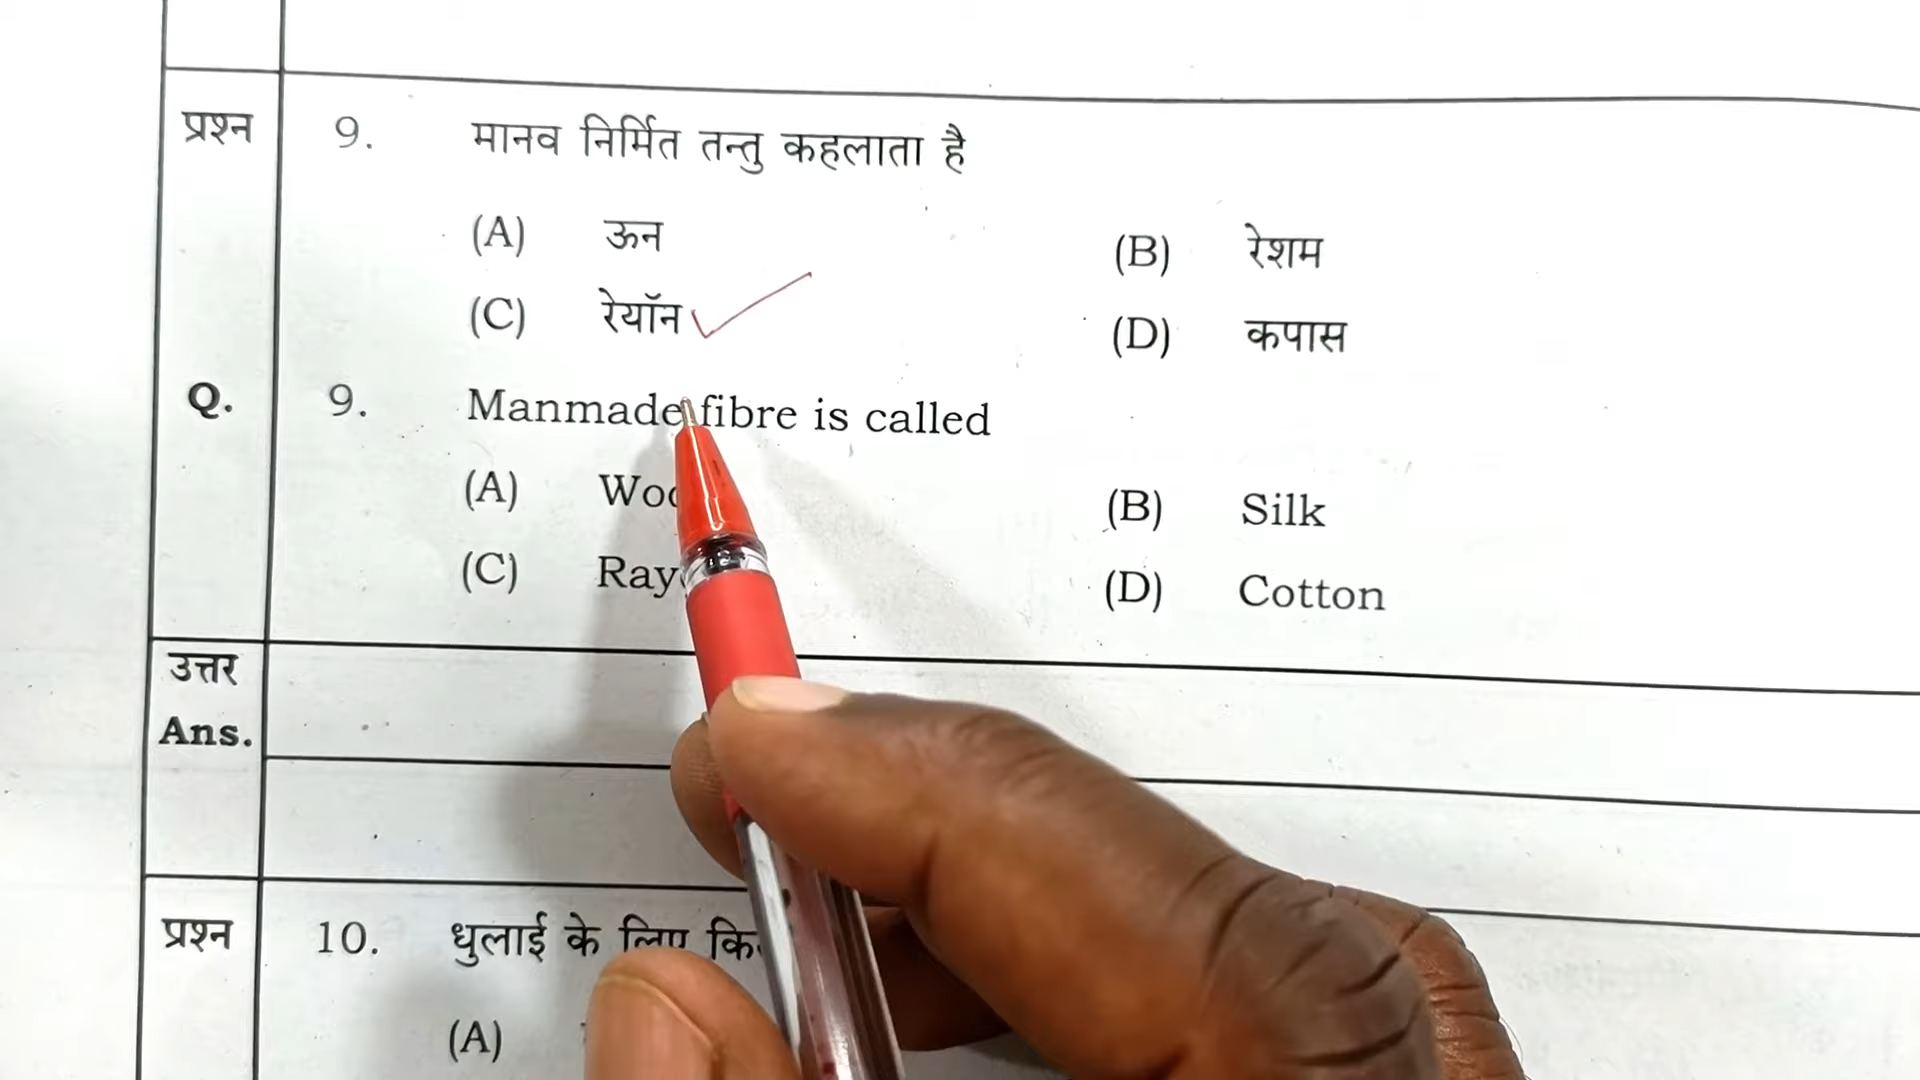 प्रश्न 9. मानव निर्मित तन्तु कहलाता है
(A) ऊन (B) रेशम
(C) रेयॉन (D) कपास
Q. 9. Manmade fibre is called
(A) (B) Silk
(C) (D) Cotton
उत्तर
Ans.
प्रश्न 10. धुलाई के लिए
(A)